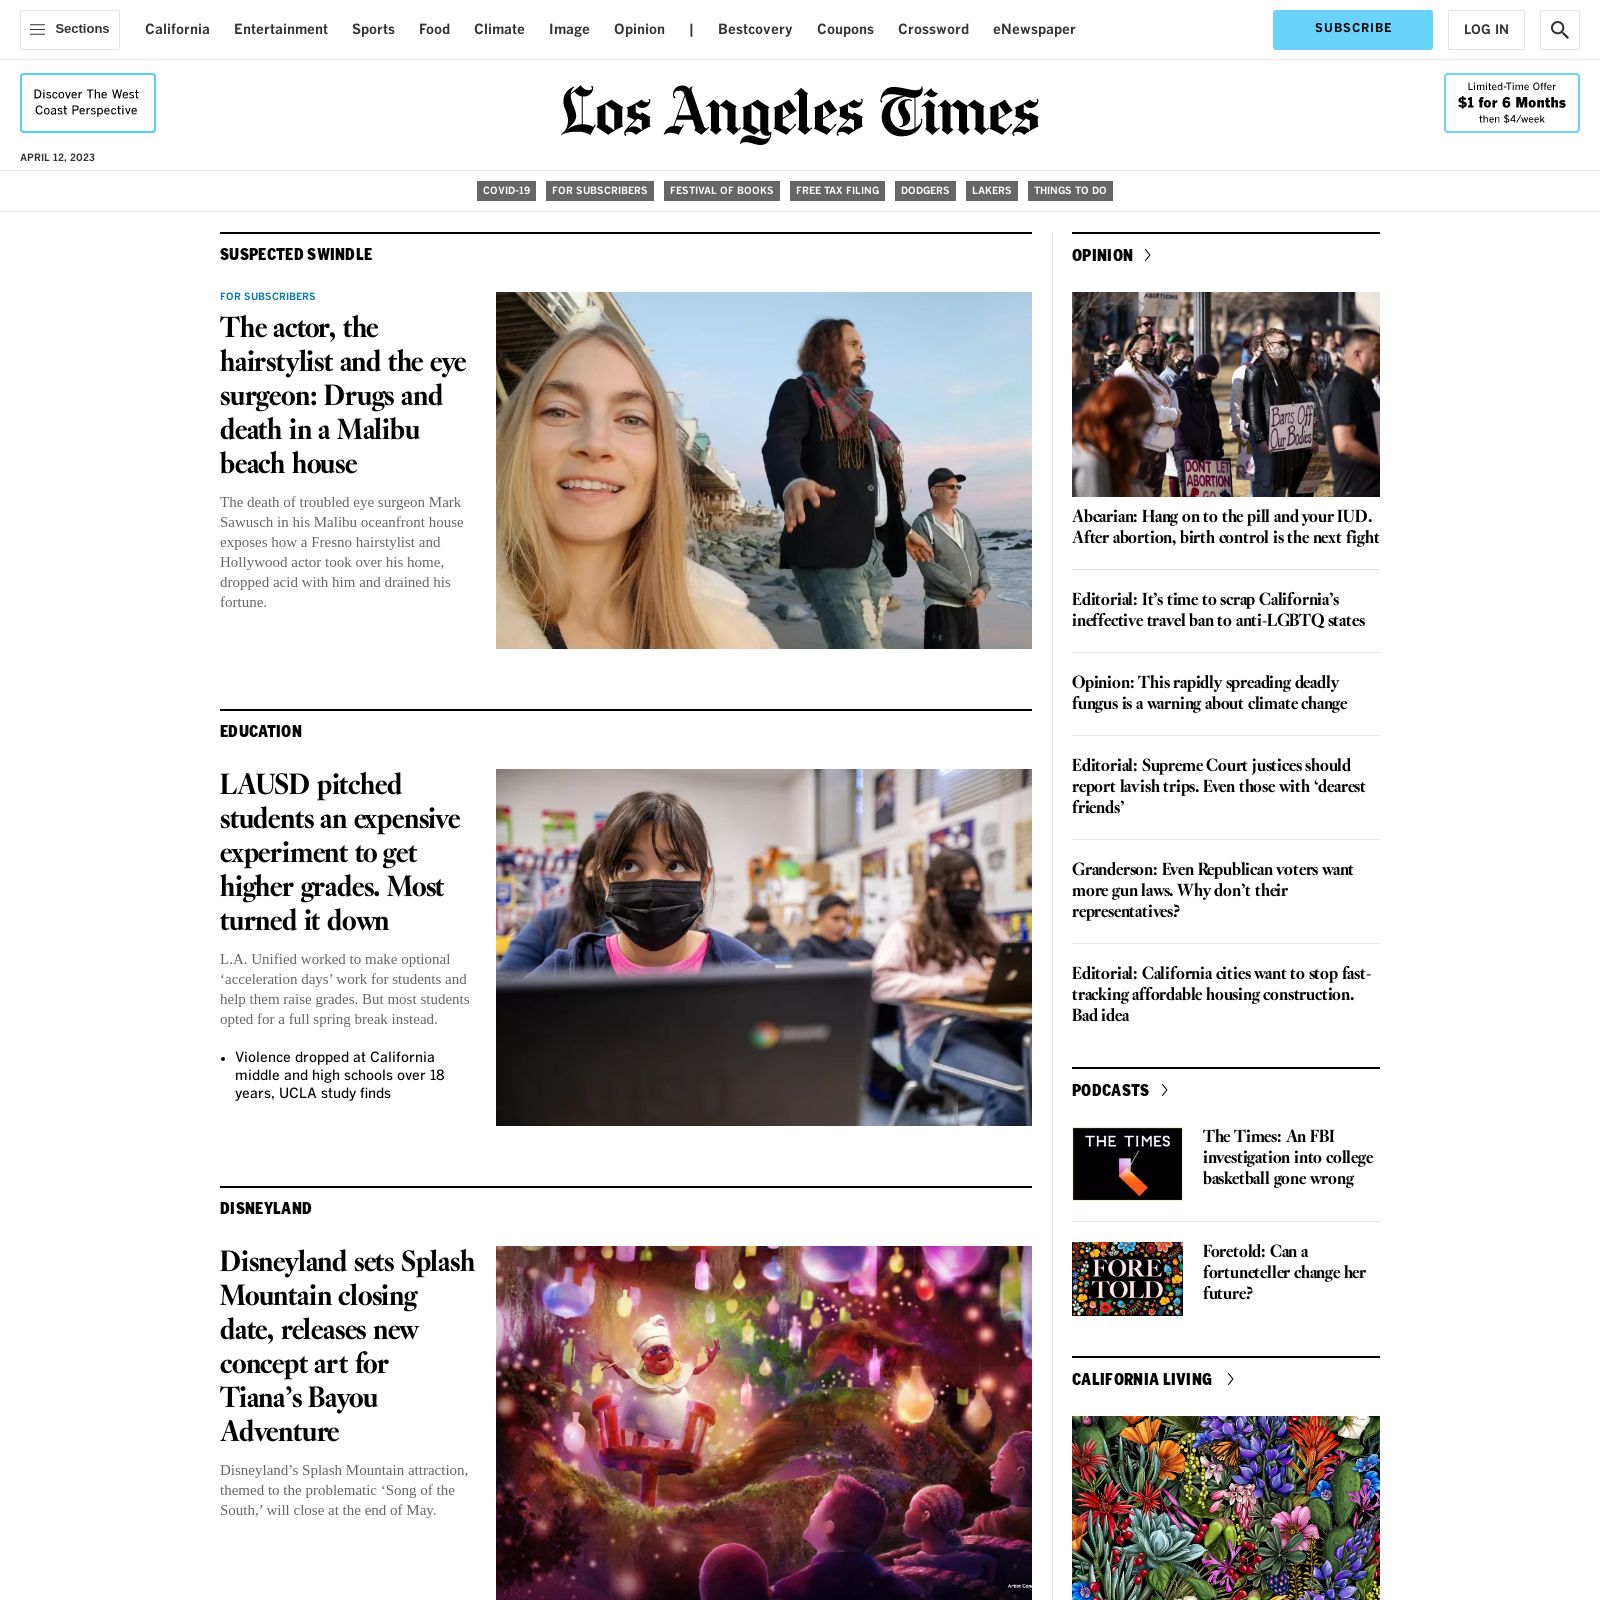 Sections
California
Entertainment
Sports
Food
Climate
Image
Opinion
|
Bestcovery
Coupons
Crossword
eNewspaper
SUBSCRIBE
LOG IN
Discover The West
Coast Perspective
Los Angeles Times
Limited-Time Offer
$1 for 6 Months
then $4/week
APRIL 12, 2023
COVID-19
FOR SUBSCRIBERS
FESTIVAL OF BOOKS
FREE TAX FILING
DODGERS
LAKERS
THINGS TO DO
SUSPECTED SWINDLE
FOR SUBSCRIBERS
The actor, the
hairstylist and the eye
surgeon: Drugs and
death in a Malibu
beach house
The death of troubled eye surgeon Mark
Sawusch in his Malibu oceanfront house
exposes how a Fresno hairstylist and
Hollywood actor took over his home,
dropped acid with him and drained his
fortune.
EDUCATION
LAUSD pitched
students an expensive
experiment to get
higher grades. Most
turned it down
L.A. Unified worked to make optional
‘acceleration days’ work for students and
help them raise grades. But most students
opted for a full spring break instead.
• Violence dropped at California
middle and high schools over 18
years, UCLA study finds
DISNEYLAND
Disneyland sets Splash
Mountain closing
date, releases new
concept art for
Tiana’s Bayou
Adventure
Disneyland’s Splash Mountain attraction,
themed to the problematic ‘Song of the
South,’ will close at the end of May.
OPINION
ABORTIONS
Bans Off
Our Bodies
DONT LET
ABORTION
GO
Abcarian: Hang on to the pill and your IUD.
After abortion, birth control is the next fight
Editorial: It’s time to scrap California’s
ineffective travel ban to anti-LGBTQ states
Opinion: This rapidly spreading deadly
fungus is a warning about climate change
Editorial: Supreme Court justices should
report lavish trips. Even those with ‘dearest
friends’
Granderson: Even Republican voters want
more gun laws. Why don’t their
representatives?
Editorial: California cities want to stop fast-
tracking affordable housing construction.
Bad idea
PODCASTS
THE TIMES
The Times: An FBI
investigation into college
basketball gone wrong
FORE
TOLD
Foretold: Can a
fortuneteller change her
future?
CALIFORNIA LIVING